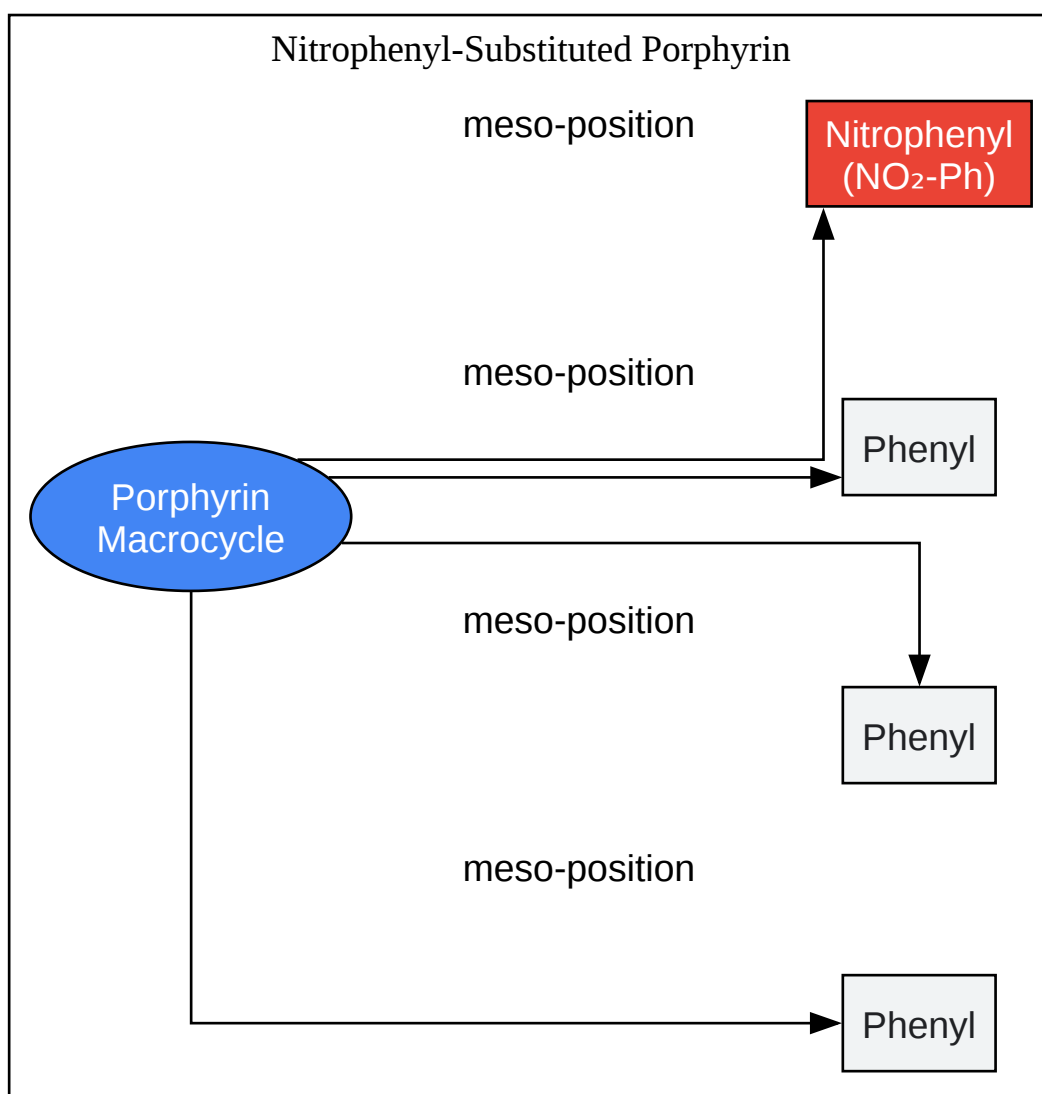 Nitrophenyl-Substituted Porphyrin
meso-position
Nitrophenyl
(NO₂-Ph)
meso-position
Phenyl
Porphyrin
Macrocycle
meso-position
Phenyl
meso-position
Phenyl